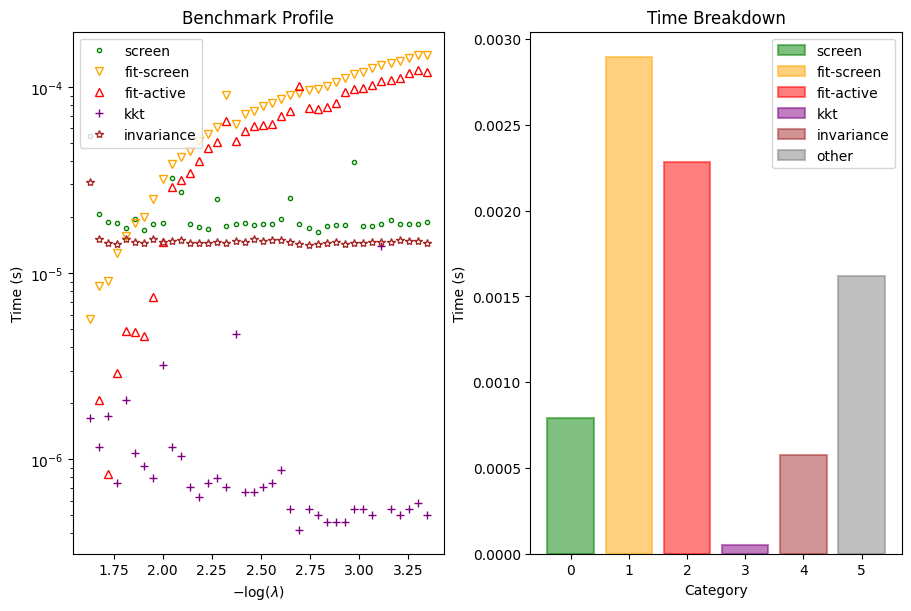 Benchmark Profile
screen
fit-screen
fit-active
kkt
invariance
10⁻⁴
10⁻⁵
10⁻⁶
Time (s)
1.75
2.00
2.25
2.50
2.75
3.00
3.25
−log(λ)
Time Breakdown
screen
fit-screen
fit-active
kkt
invariance
other
0.0030
0.0025
0.0020
0.0015
0.0010
0.0005
0.0000
Time (s)
0
1
2
3
4
5
Category